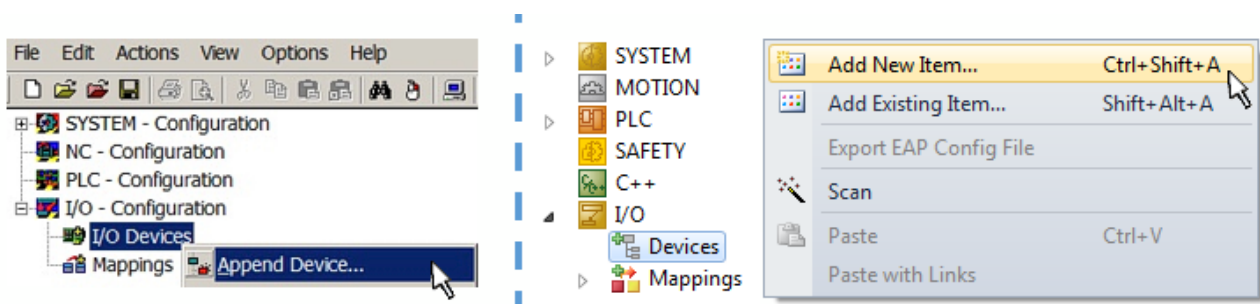 File Edit Actions View Options Help
SYSTEM - Configuration
NC - Configuration
PLC - Configuration
I/O - Configuration
I/O Devices
Mappings
Append Device...
SYSTEM
MOTION
PLC
SAFETY
C++
I/O
Devices
Mappings
Add New Item... Ctrl+Shift+A
Add Existing Item... Shift+Alt+A
Export EAP Config File
Scan
Paste Ctrl+V
Paste with Links